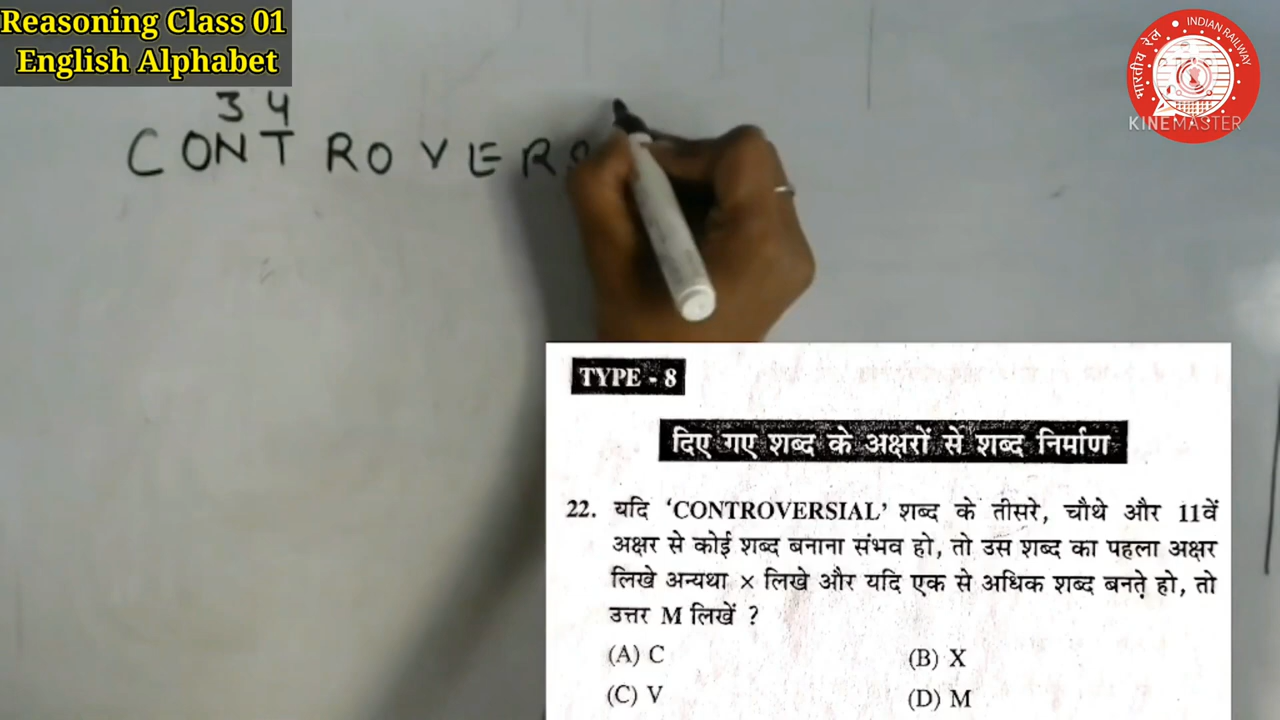 Reasoning Class 01
English Alphabet
भारतीय रेल INDIAN RAILWAY
KINEMASTER
3 4
CONTROVERS
TYPE - 8
दिए गए शब्द के अक्षरों से शब्द निर्माण
22. यदि ‘CONTROVERSIAL’ शब्द के तीसरे, चौथे और 11वें
अक्षर से कोई शब्द बनाना संभव हो, तो उस शब्द का पहला अक्षर
लिखे अन्यथा × लिखे और यदि एक से अधिक शब्द बनते हो, तो
उत्तर M लिखें ?
(A) C (B) X
(C) V (D) M